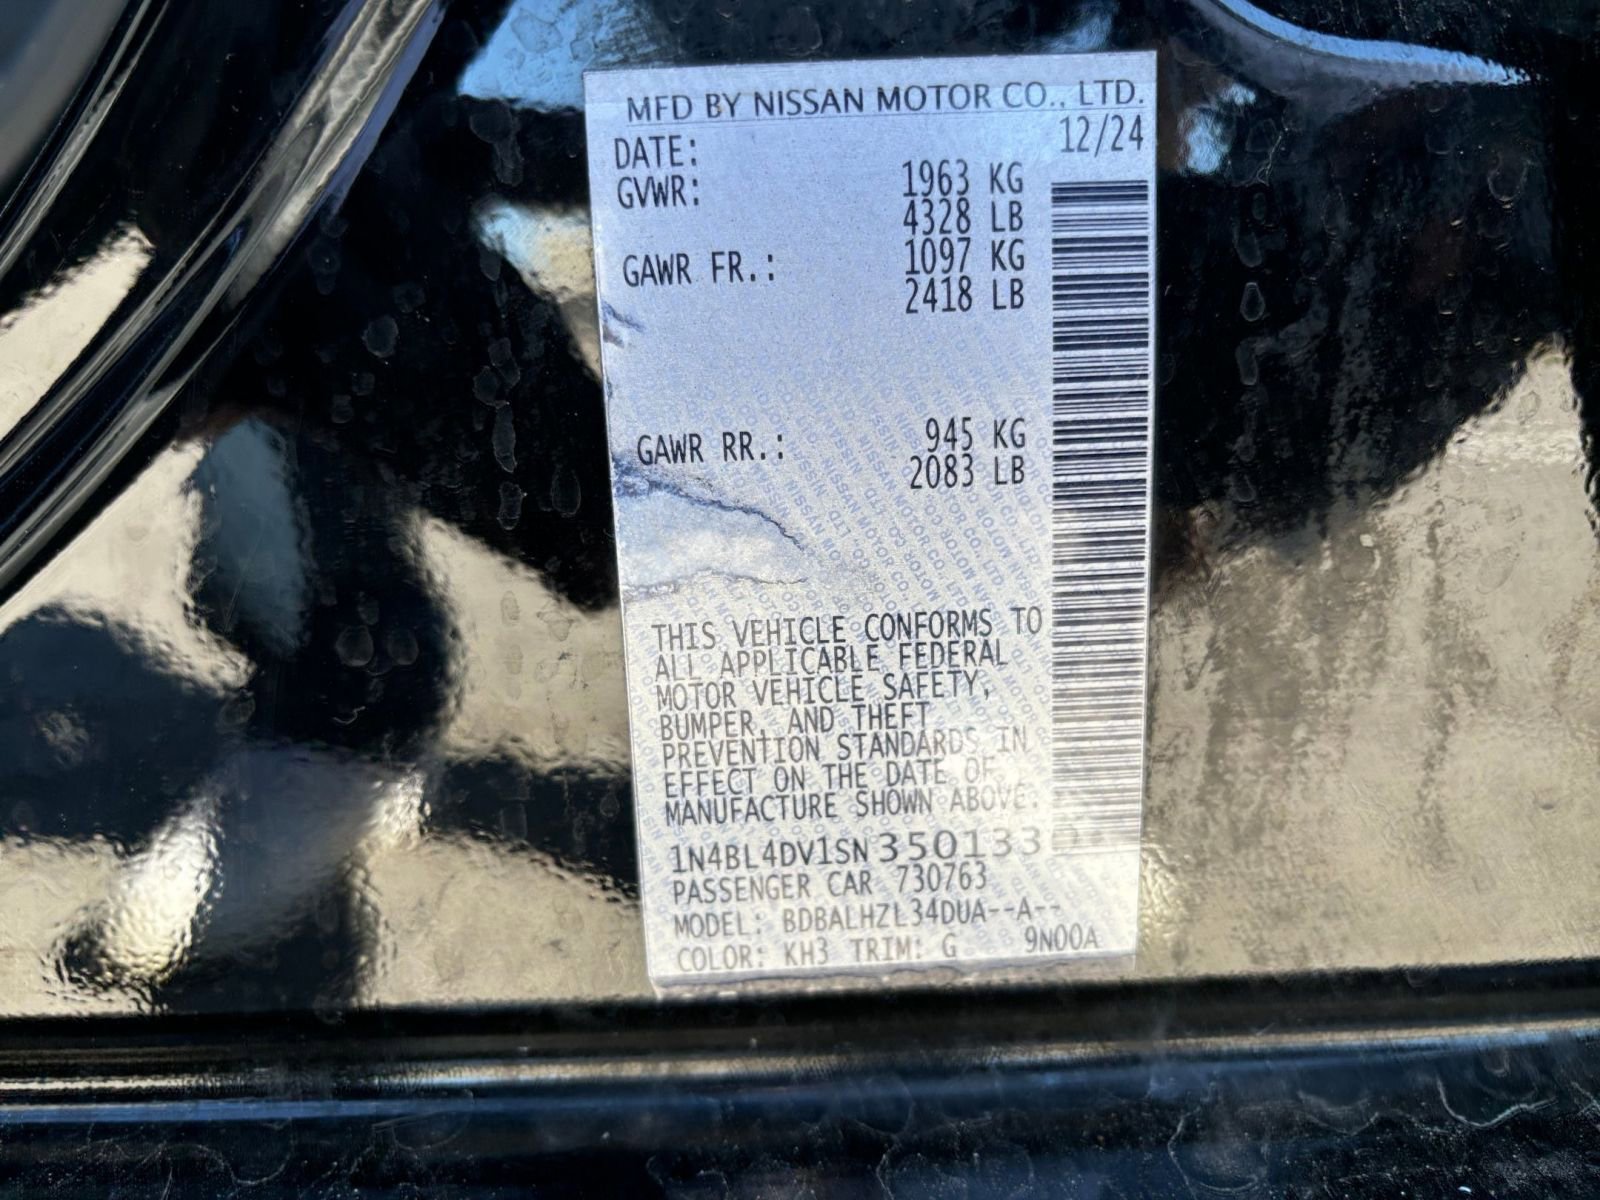 MFD BY NISSAN MOTOR CO., LTD.
DATE: 12/24
GVWR: 1963 KG
4328 LB
GAWR FR.: 1097 KG
2418 LB
GAWR RR.: 945 KG
2083 LB
THIS VEHICLE CONFORMS TO
ALL APPLICABLE FEDERAL
MOTOR VEHICLE SAFETY,
BUMPER, AND THEFT
PREVENTION STANDARDS IN
EFFECT ON THE DATE OF
MANUFACTURE SHOWN ABOVE.
1N4BL4DV1SN350133
PASSENGER CAR 730763
MODEL: BDBALHZL34DUA--A--
COLOR: KH3 TRIM: G 9N00A